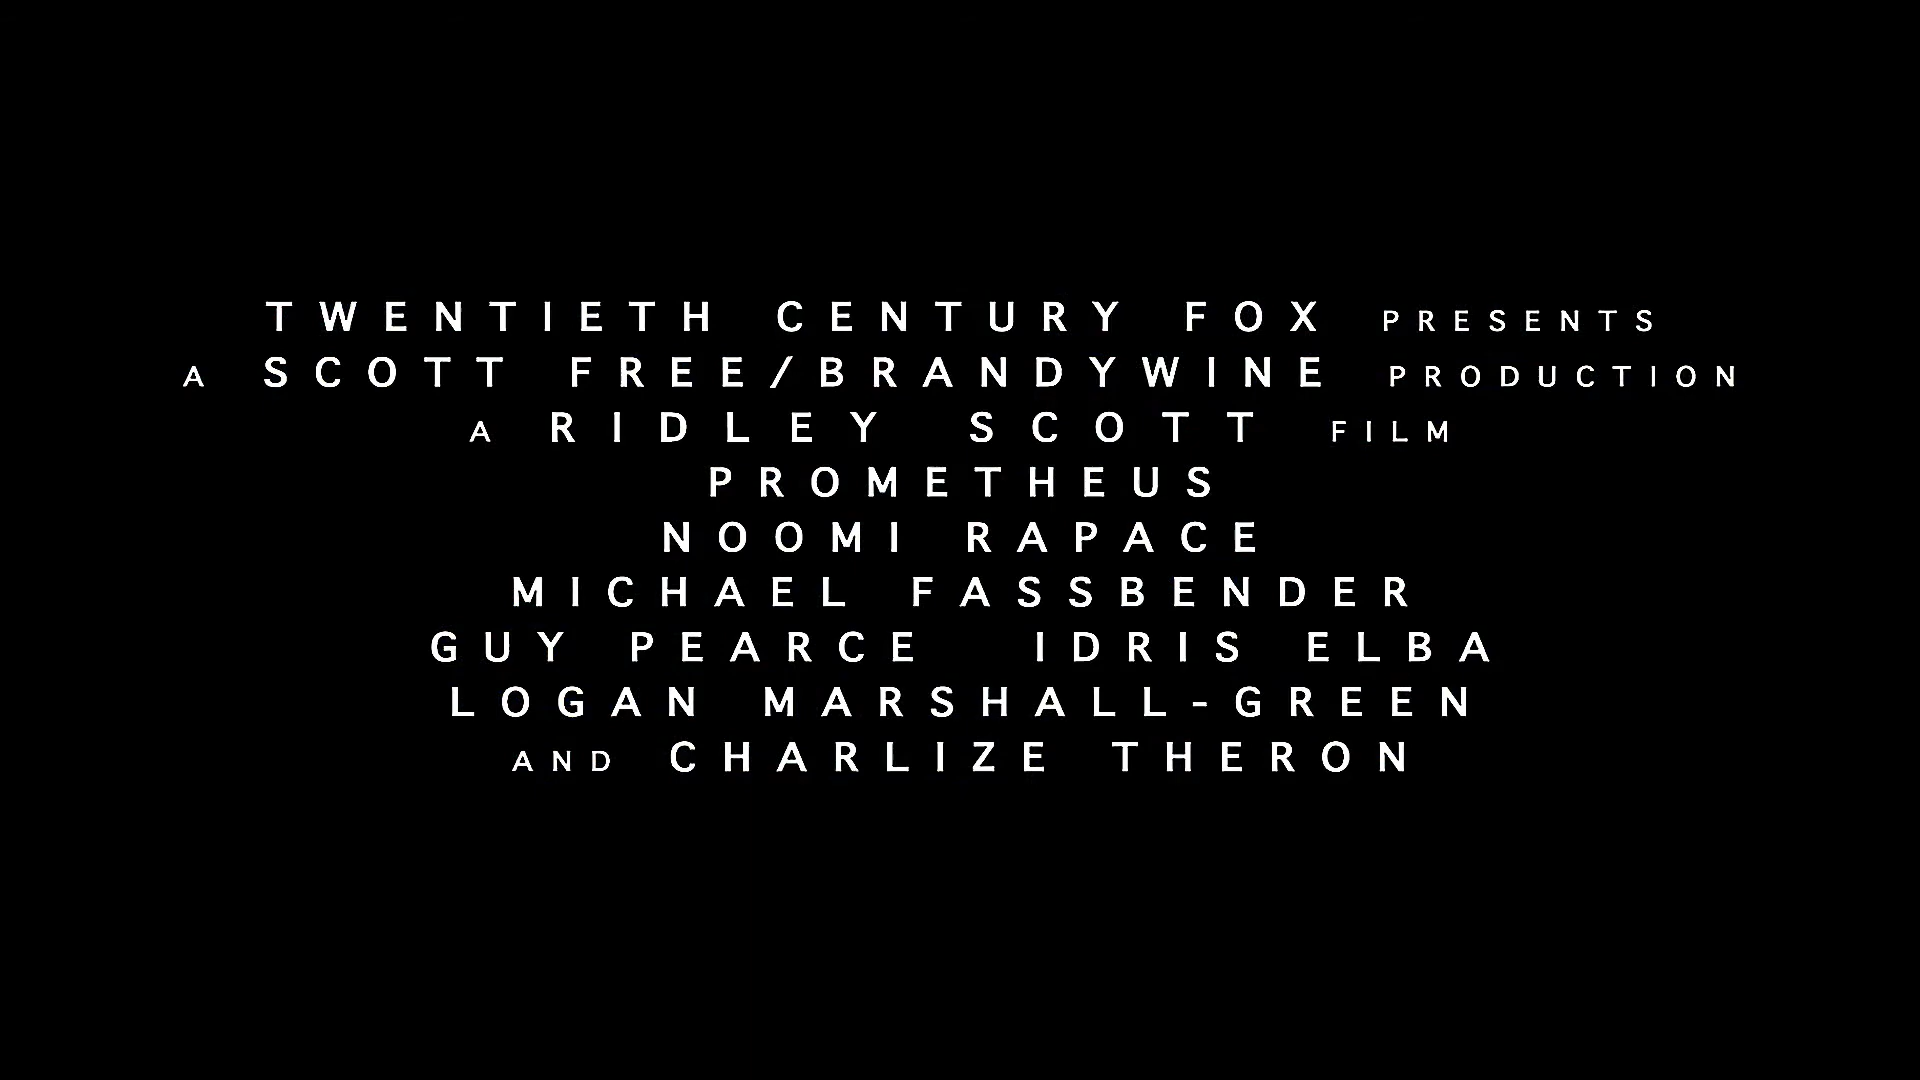 TWENTIETH CENTURY FOX PRESENTS
A SCOTT FREE/BRANDYWINE PRODUCTION
A RIDLEY SCOTT FILM
PROMETHEUS
NOOMI RAPACE
MICHAEL FASSBENDER
GUY PEARCE IDRIS ELBA
LOGAN MARSHALL-GREEN
AND CHARLIZE THERON